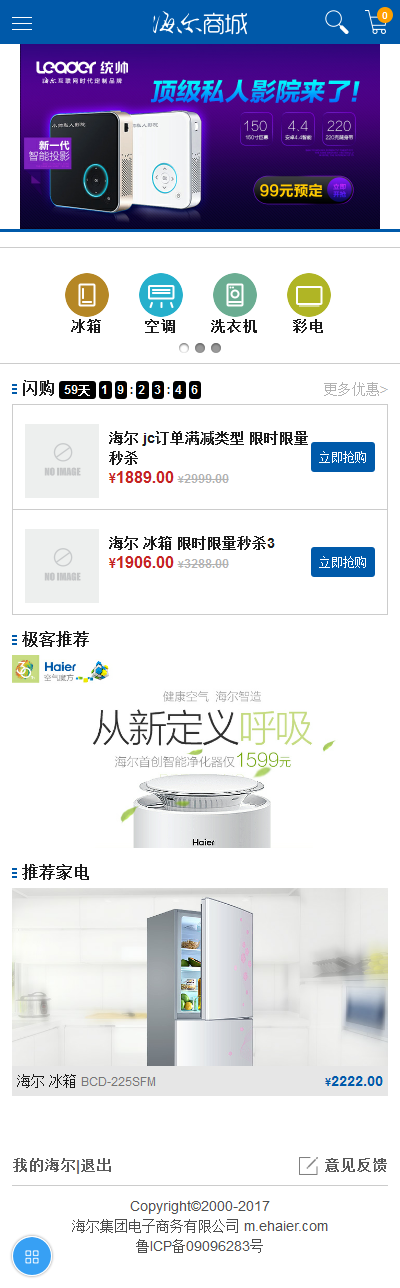 海尔商城
0
Leader 统帅
海尔互联网时代定制品牌
顶级私人影院来了！
新一代
智能投影
150 4.4 220
99元预定
冰箱 空调 洗衣机 彩电
闪购 59天 1 9 : 2 3 : 4 6 更多优惠>
海尔 jc订单满减类型 限时限量
秒杀
¥1889.00 ¥2999.00
立即抢购
NO IMAGE
海尔 冰箱 限时限量秒杀3
¥1906.00 ¥3288.00
立即抢购
NO IMAGE
极客推荐
Haier
空气魔方
健康空气 海尔智造
从新定义呼吸
海尔首创智能净化器仅1599元
Haier
推荐家电
海尔 冰箱 BCD-225SFM ¥2222.00
我的海尔|退出 意见反馈
Copyright©2000-2017
海尔集团电子商务有限公司 m.ehaier.com
鲁ICP备09096283号